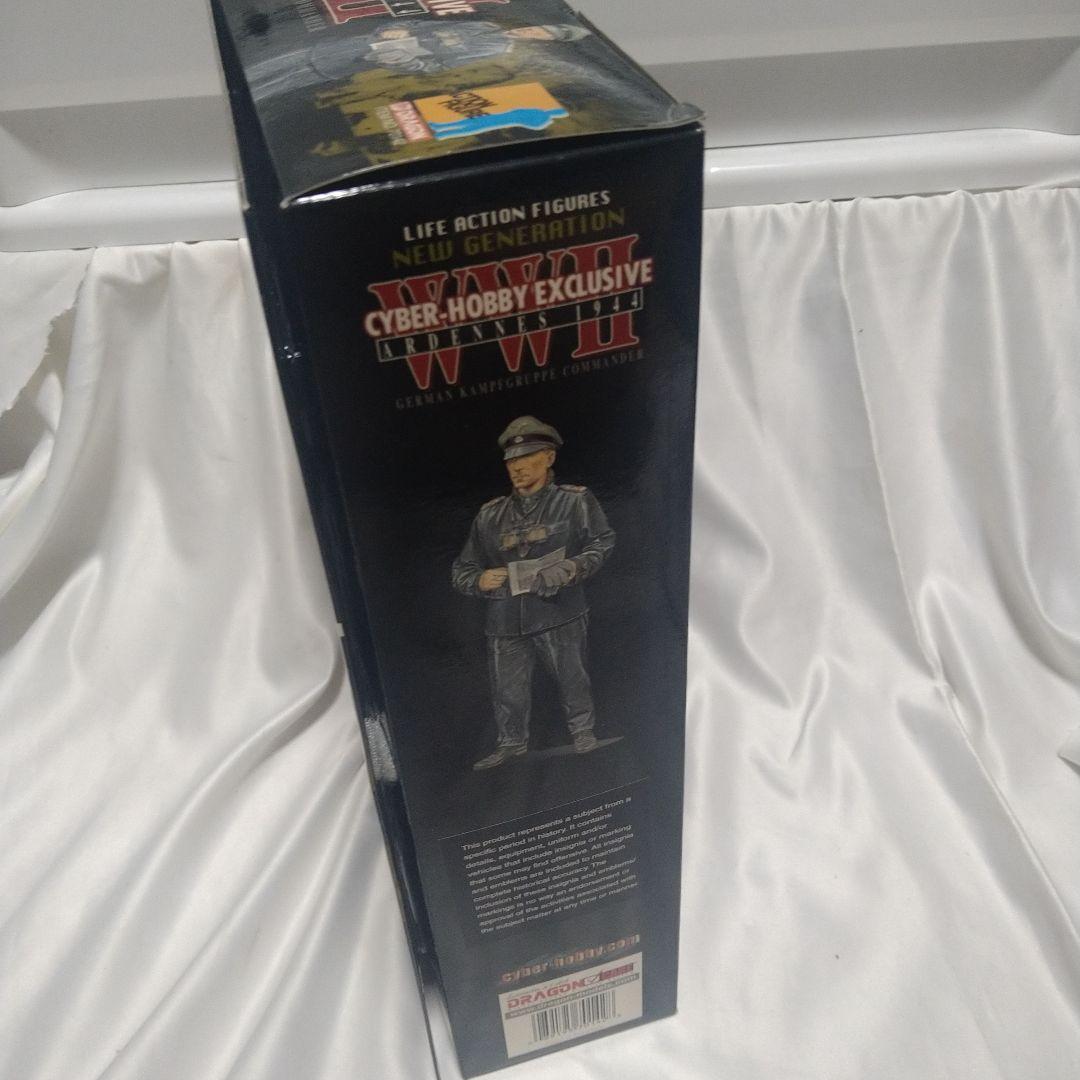 LIFE ACTION FIGURES
NEW GENERATION
WWII
CYBER-HOBBY EXCLUSIVE
ARDENNES 1944
GERMAN KAMPFGRUPPE COMMANDER
This product represents a subject from a
specific period in history. It contains
details, equipment, uniform and/or
vehicles that include insignia or marking
that some may find offensive. All insignia
and emblems are included to maintain
complete historical accuracy. The
inclusion of these insignia and emblems/
markings is no way an endorsement or
approval of the activities associated with
the subject matter at any time or manner
cyber-hobby.com
DRAGON
www.dragon-models.com